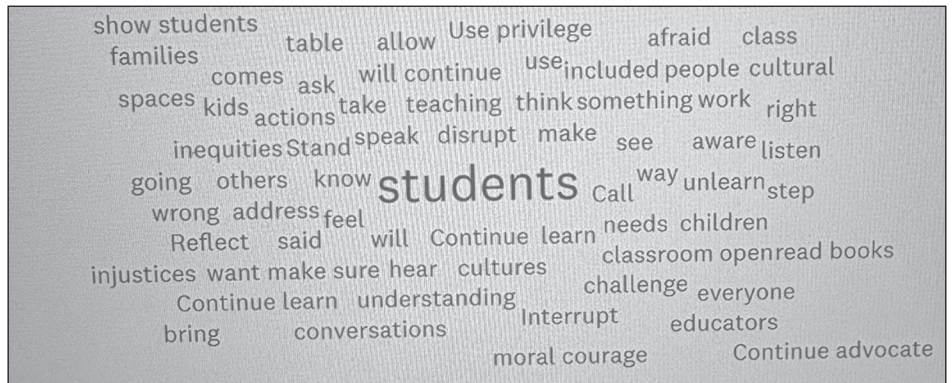 show students table allow Use privilege afraid class
families comes ask will continue use included people cultural
spaces kids actions take teaching think something work right
inequities Stand speak disrupt make see aware listen
going others know students Call way unlearn step
wrong address feel
Reflect said will Continue learn needs children
injustices want make sure hear cultures classroom open read books
Continue learn understanding challenge everyone
bring conversations Interrupt educators
moral courage Continue advocate